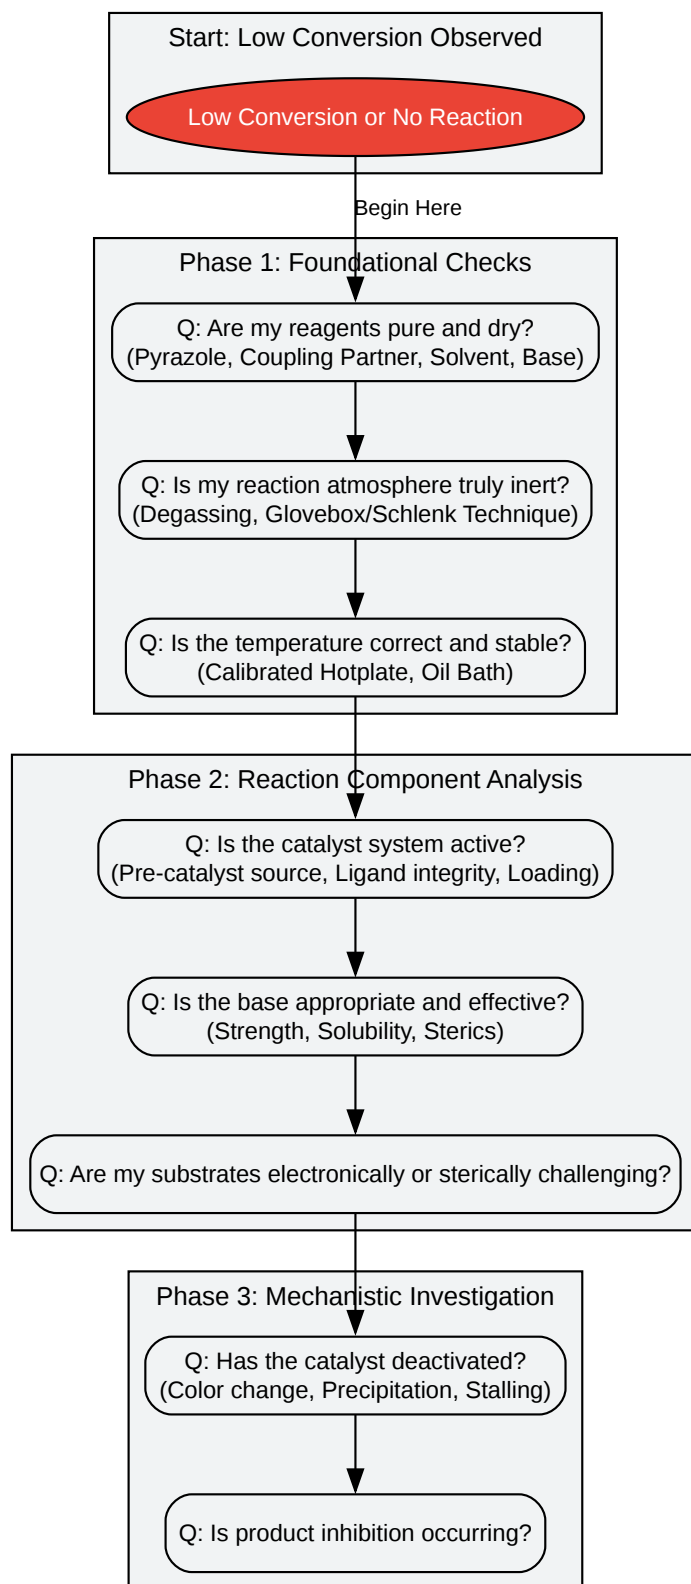 Start: Low Conversion Observed
Low Conversion or No Reaction
Begin Here
Phase 1: Foundational Checks
Q: Are my reagents pure and dry?
(Pyrazole, Coupling Partner, Solvent, Base)
Q: Is my reaction atmosphere truly inert?
(Degassing, Glovebox/Schlenk Technique)
Q: Is the temperature correct and stable?
(Calibrated Hotplate, Oil Bath)
Phase 2: Reaction Component Analysis
Q: Is the catalyst system active?
(Pre-catalyst source, Ligand integrity, Loading)
Q: Is the base appropriate and effective?
(Strength, Solubility, Sterics)
Q: Are my substrates electronically or sterically challenging?
Phase 3: Mechanistic Investigation
Q: Has the catalyst deactivated?
(Color change, Precipitation, Stalling)
Q: Is product inhibition occurring?